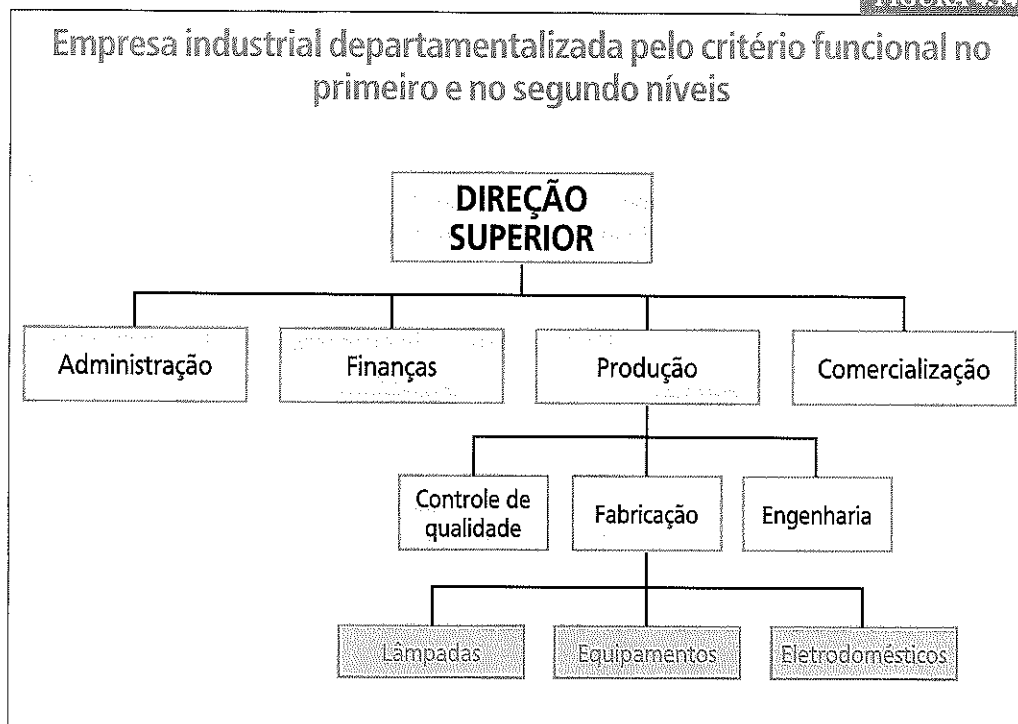 Empresa industrial departamentalizada pelo critério funcional no
primeiro e no segundo níveis
DIREÇÃO
SUPERIOR
Administração
Finanças
Produção
Comercialização
Controle de
qualidade
Fabricação
Engenharia
Lâmpadas
Equipamentos
Eletrodomésticos